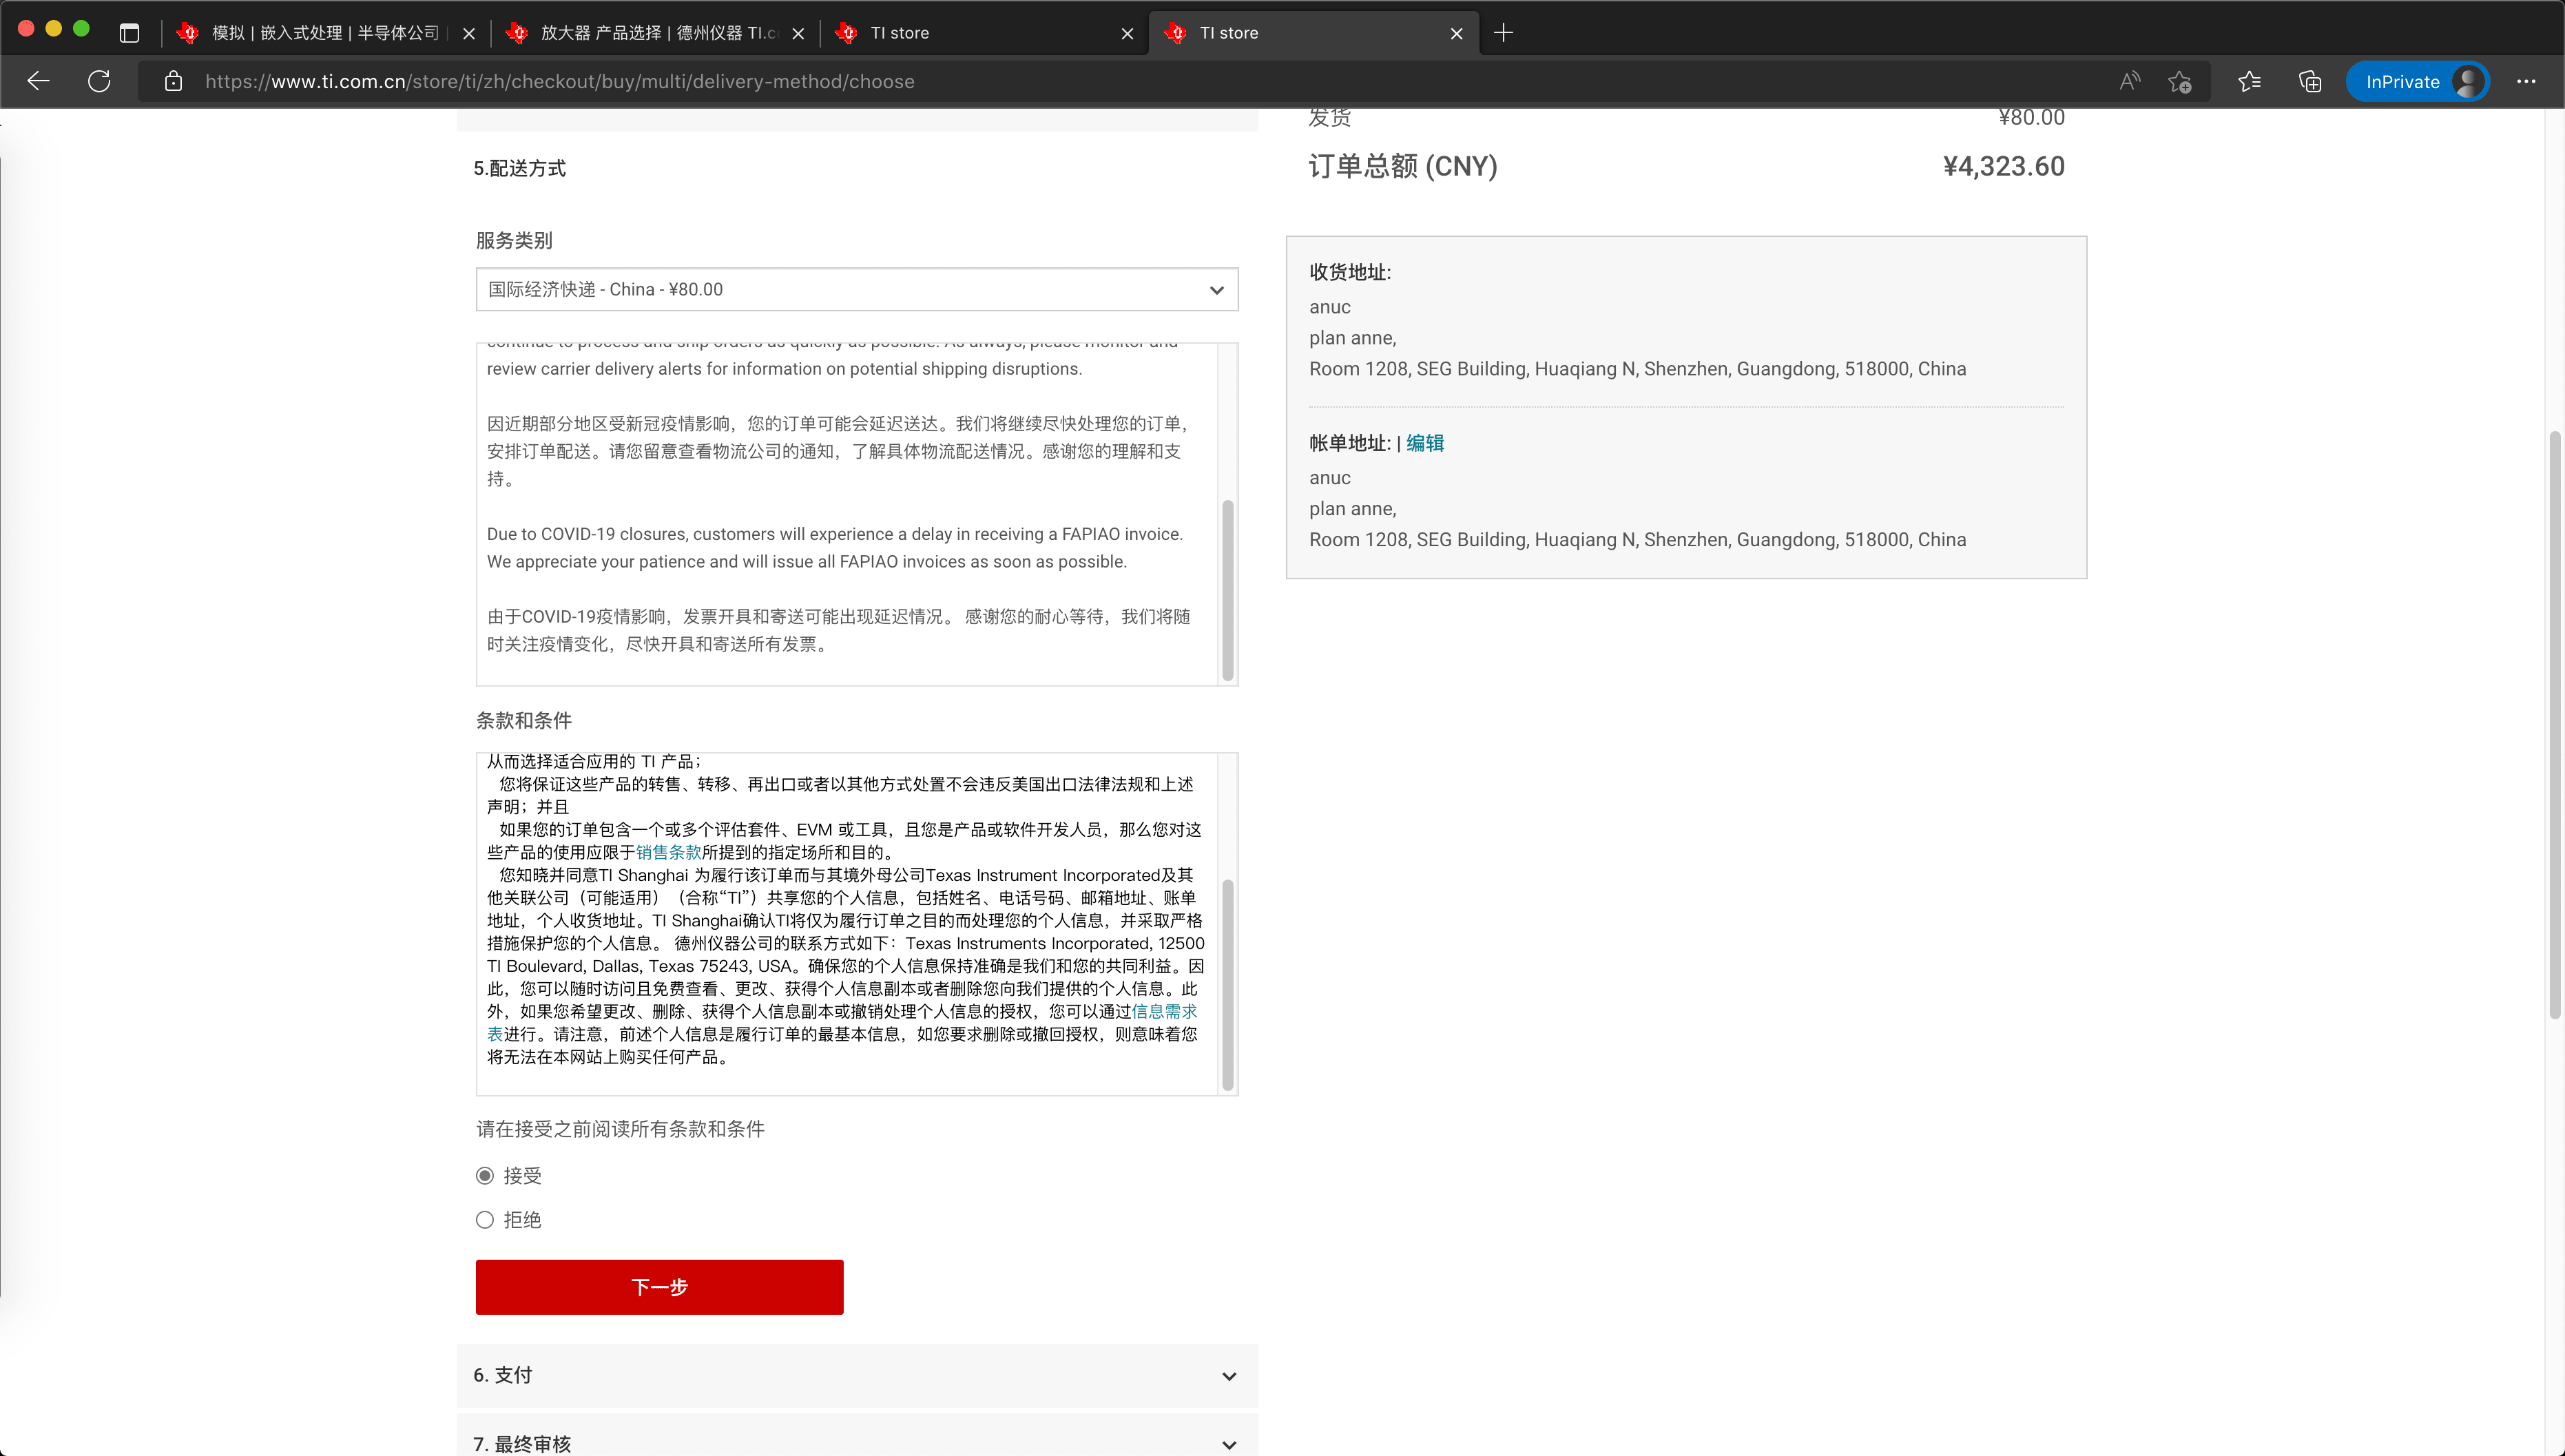 模拟 | 嵌入式处理 | 半导体公司 |
放大器 产品选择 | 德州仪器 TI.c
TI store
TI store
https://www.ti.com.cn/store/ti/zh/checkout/buy/multi/delivery-method/choose
InPrivate
发货 ¥80.00
订单总额 (CNY) ¥4,323.60
5.配送方式
服务类别
国际经济快递 - China - ¥80.00
continue to process and ship orders as quickly as possible. As always, please monitor and
review carrier delivery alerts for information on potential shipping disruptions.
因近期部分地区受新冠疫情影响，您的订单可能会延迟送达。我们将继续尽快处理您的订单，
安排订单配送。请您留意查看物流公司的通知，了解具体物流配送情况。感谢您的理解和支
持。
Due to COVID-19 closures, customers will experience a delay in receiving a FAPIAO invoice.
We appreciate your patience and will issue all FAPIAO invoices as soon as possible.
由于COVID-19疫情影响，发票开具和寄送可能出现延迟情况。 感谢您的耐心等待，我们将随
时关注疫情变化，尽快开具和寄送所有发票。
条款和条件
从而选择适合应用的 TI 产品；
您将保证这些产品的转售、转移、再出口或者以其他方式处置不会违反美国出口法律法规和上述
声明；并且
如果您的订单包含一个或多个评估套件、EVM 或工具，且您是产品或软件开发人员，那么您对这
些产品的使用应限于销售条款所提到的指定场所和目的。
您知晓并同意TI Shanghai 为履行该订单而与其境外母公司Texas Instrument Incorporated及其
他关联公司（可能适用）（合称“TI”）共享您的个人信息，包括姓名、电话号码、邮箱地址、账单
地址，个人收货地址。TI Shanghai确认TI将仅为履行订单之目的而处理您的个人信息，并采取严格
措施保护您的个人信息。 德州仪器公司的联系方式如下：Texas Instruments Incorporated, 12500
TI Boulevard, Dallas, Texas 75243, USA。确保您的个人信息保持准确是我们和您的共同利益。因
此，您可以随时访问且免费查看、更改、获得个人信息副本或者删除您向我们提供的个人信息。此
外，如果您希望更改、删除、获得个人信息副本或撤销处理个人信息的授权，您可以通过信息需求
表进行。请注意，前述个人信息是履行订单的最基本信息，如您要求删除或撤回授权，则意味着您
将无法在本网站上购买任何产品。
请在接受之前阅读所有条款和条件
接受
拒绝
下一步
6. 支付
7. 最终审核
收货地址:
anuc
plan anne,
Room 1208, SEG Building, Huaqiang N, Shenzhen, Guangdong, 518000, China
帐单地址: | 编辑
anuc
plan anne,
Room 1208, SEG Building, Huaqiang N, Shenzhen, Guangdong, 518000, China